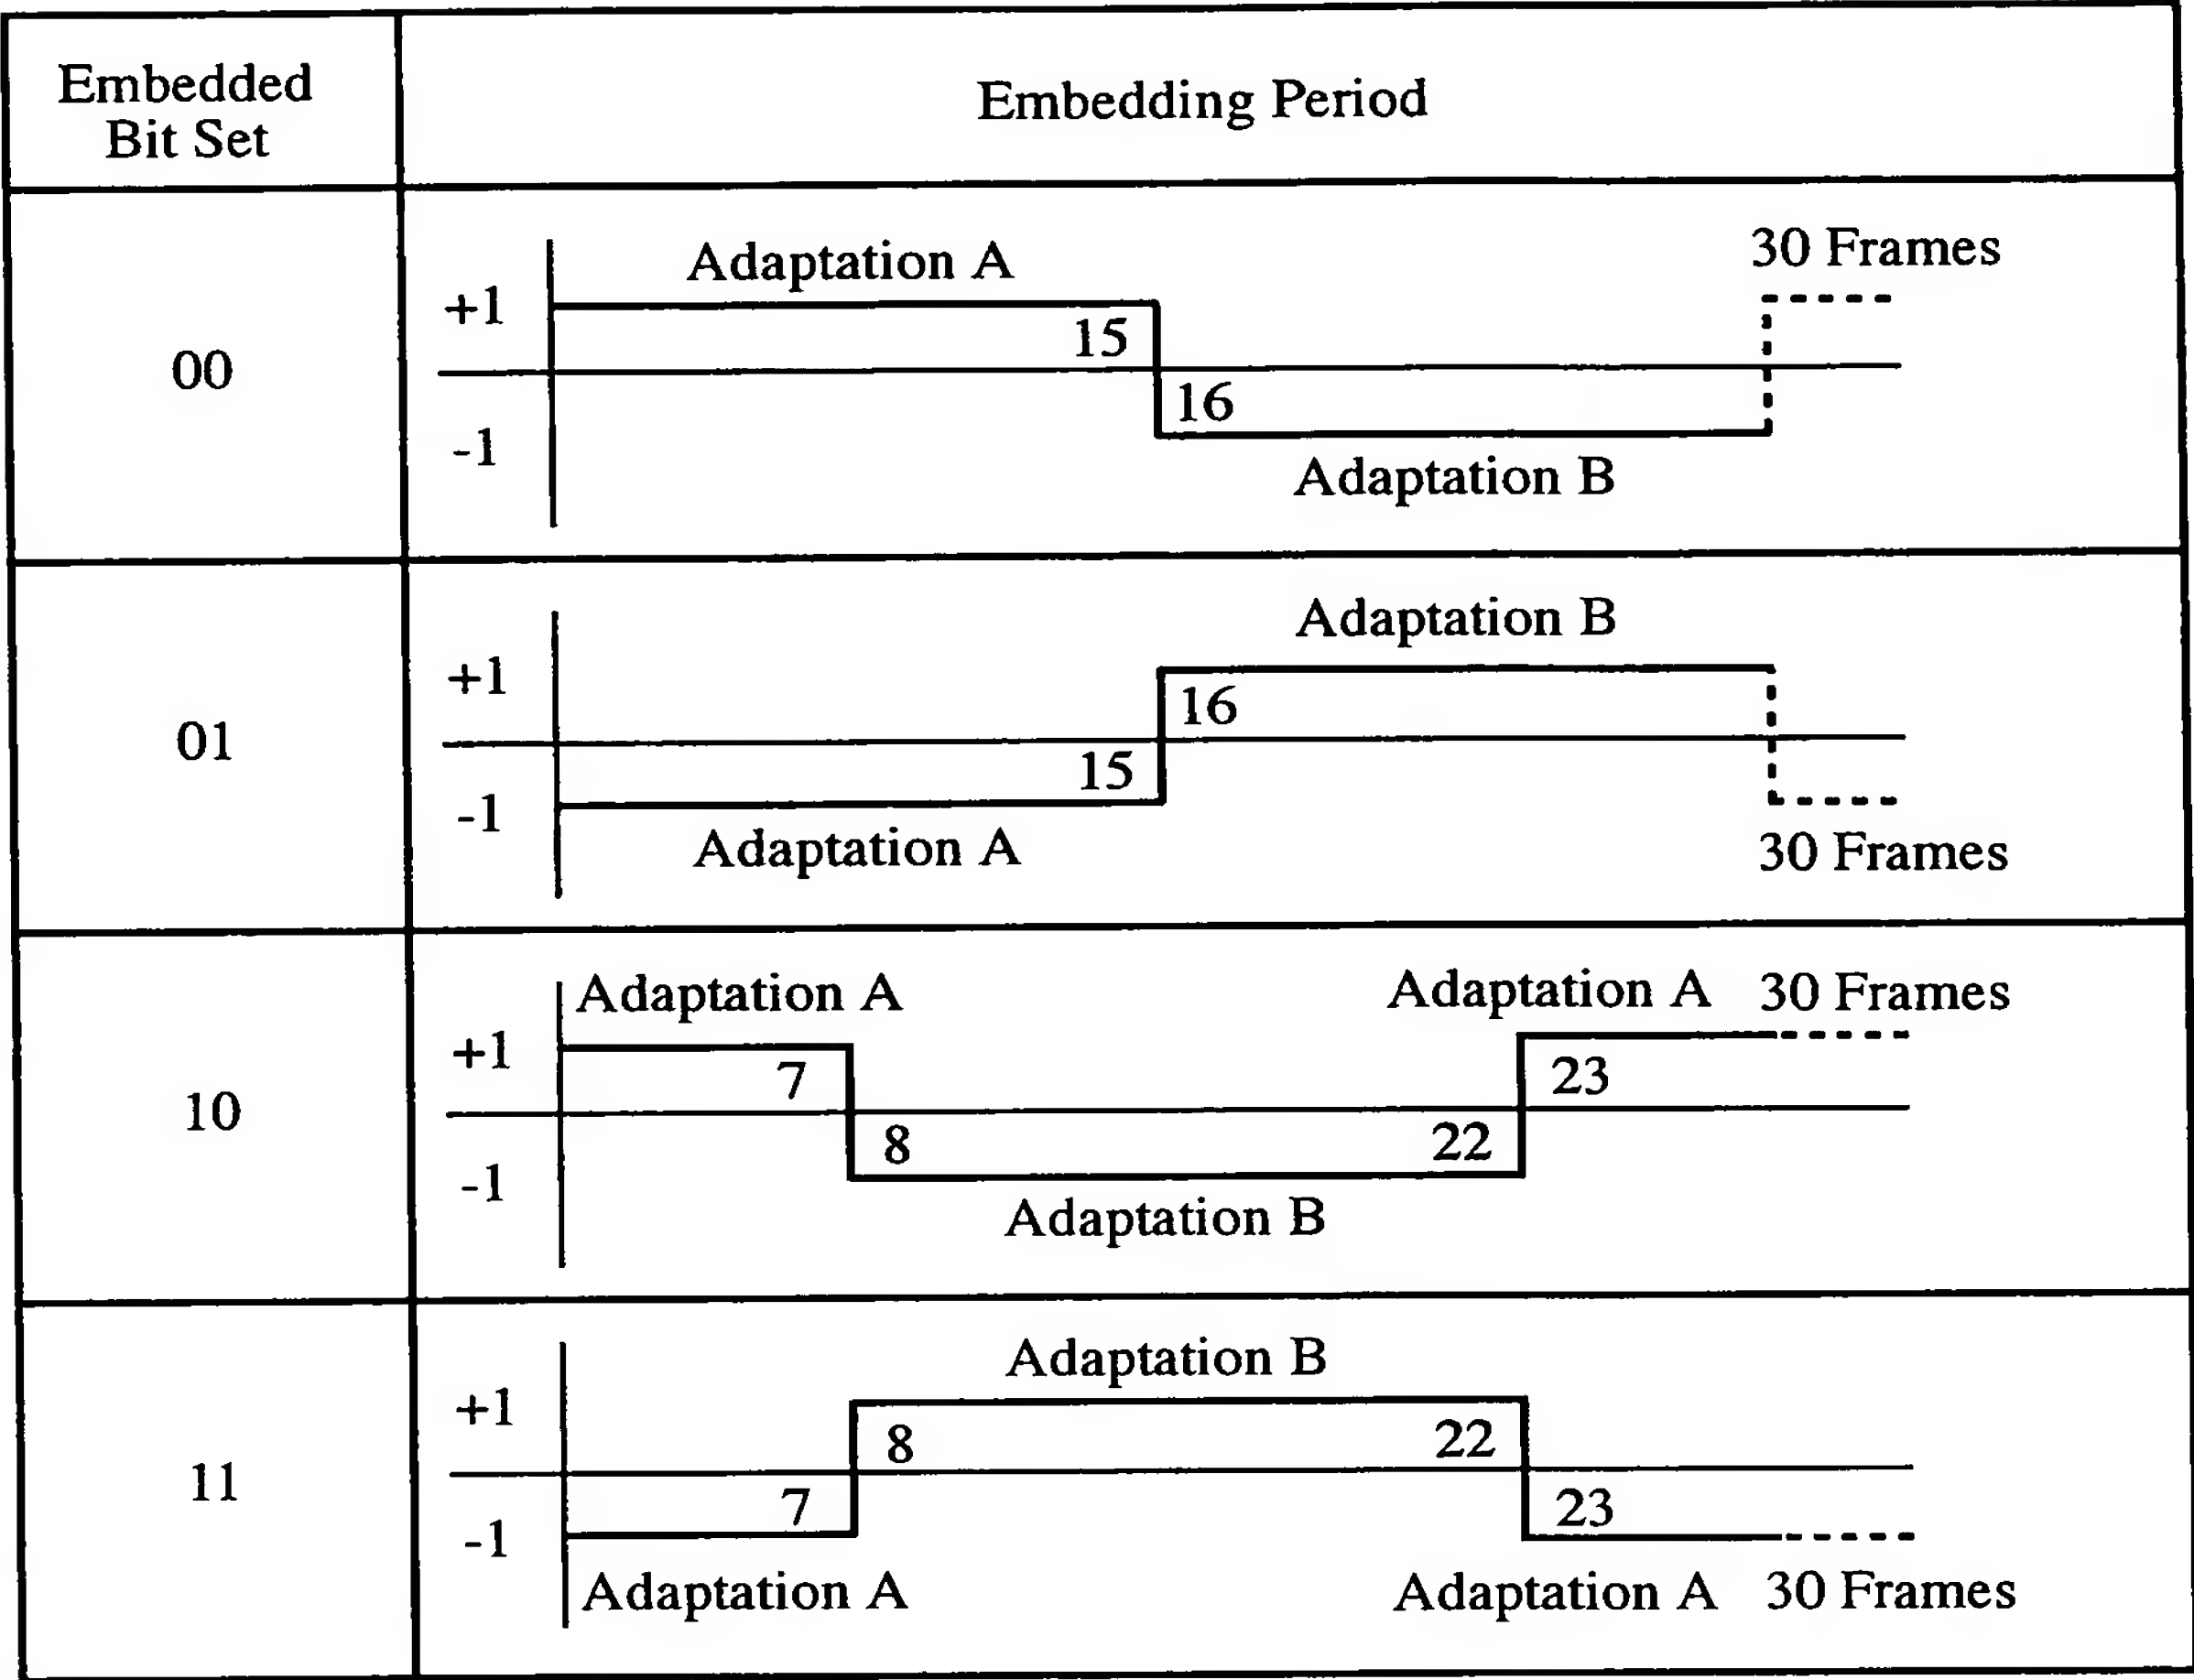 Embedded
Bit Set
Embedding Period
00
Adaptation A
30 Frames
+1
15
16
-1
Adaptation B
01
Adaptation B
+1
16
15
-1
Adaptation A
30 Frames
10
Adaptation A
Adaptation A
30 Frames
+1
7
23
8
22
-1
Adaptation B
11
Adaptation B
+1
8
22
7
23
-1
Adaptation A
Adaptation A
30 Frames